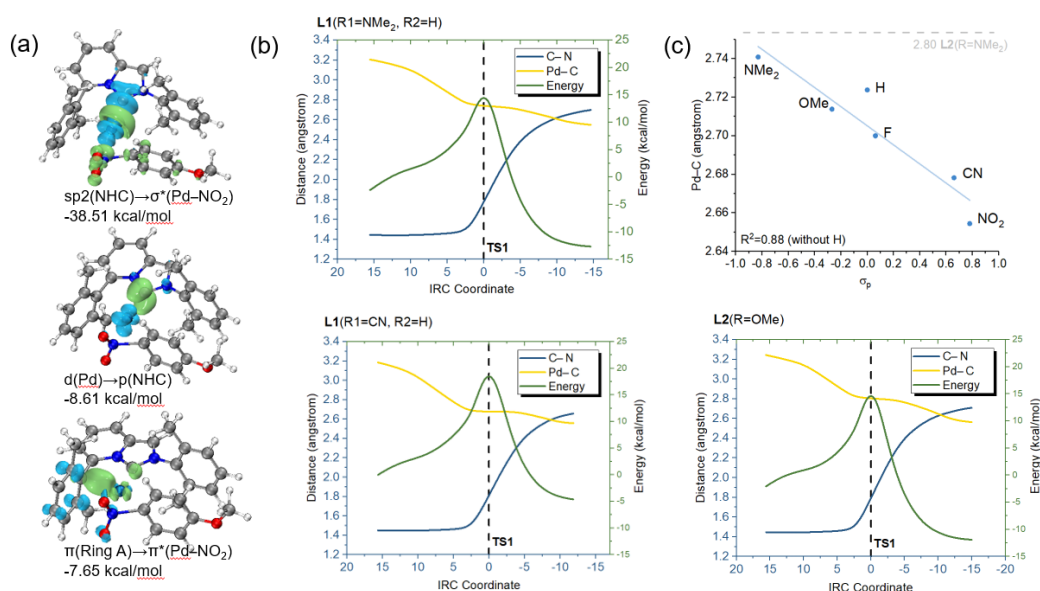 (a)
sp2(NHC)→σ*(Pd–NO₂)
-38.51 kcal/mol
d(Pd)→p(NHC)
-8.61 kcal/mol
π(Ring A)→π*(Pd–NO₂)
-7.65 kcal/mol
(b)
L1(R1=NMe₂, R2=H)
3.4
3.2
3.0
2.8
2.6
2.4
2.2
2.0
1.8
1.6
1.4
1.2
Distance (angstrom)
C–N
Pd–C
Energy
TS1
25
20
15
10
5
0
-5
-10
-15
Energy (kcal/mol)
20 15 10 5 0 -5 -10 -15 -20
IRC Coordinate
(c)
2.80 L2(R=NMe₂)
2.74
2.72
2.70
2.68
2.66
2.64
Pd–C (angstrom)
NMe₂
H
OMe
F
CN
NO₂
R²=0.88 (without H)
-1.0 -0.8 -0.6 -0.4 -0.2 0.0 0.2 0.4 0.6 0.8 1.0
σp
L1(R1=CN, R2=H)
3.4
3.2
3.0
2.8
2.6
2.4
2.2
2.0
1.8
1.6
1.4
1.2
Distance (angstrom)
C–N
Pd–C
Energy
TS1
25
20
15
10
5
0
-5
-10
-15
Energy (kcal/mol)
20 15 10 5 0 -5 -10 -15 -20
IRC Coordinate
L2(R=OMe)
3.4
3.2
3.0
2.8
2.6
2.4
2.2
2.0
1.8
1.6
1.4
1.2
Distance (angstrom)
C–N
Pd–C
Energy
TS1
25
20
15
10
5
0
-5
-10
-15
Energy (kcal/mol)
20 15 10 5 0 -5 -10 -15 -20
IRC Coordinate